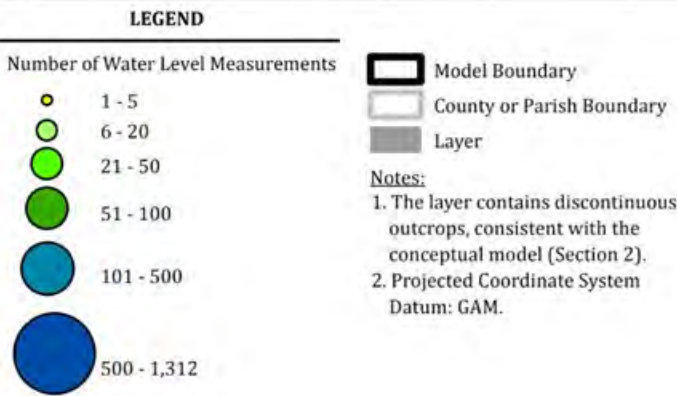 LEGEND
Number of Water Level Measurements
1 - 5
6 - 20
21 - 50
51 - 100
101 - 500
500 - 1,312
Model Boundary
County or Parish Boundary
Layer
Notes:
1. The layer contains discontinuous
outcrops, consistent with the
conceptual model (Section 2).
2. Projected Coordinate System
Datum: GAM.